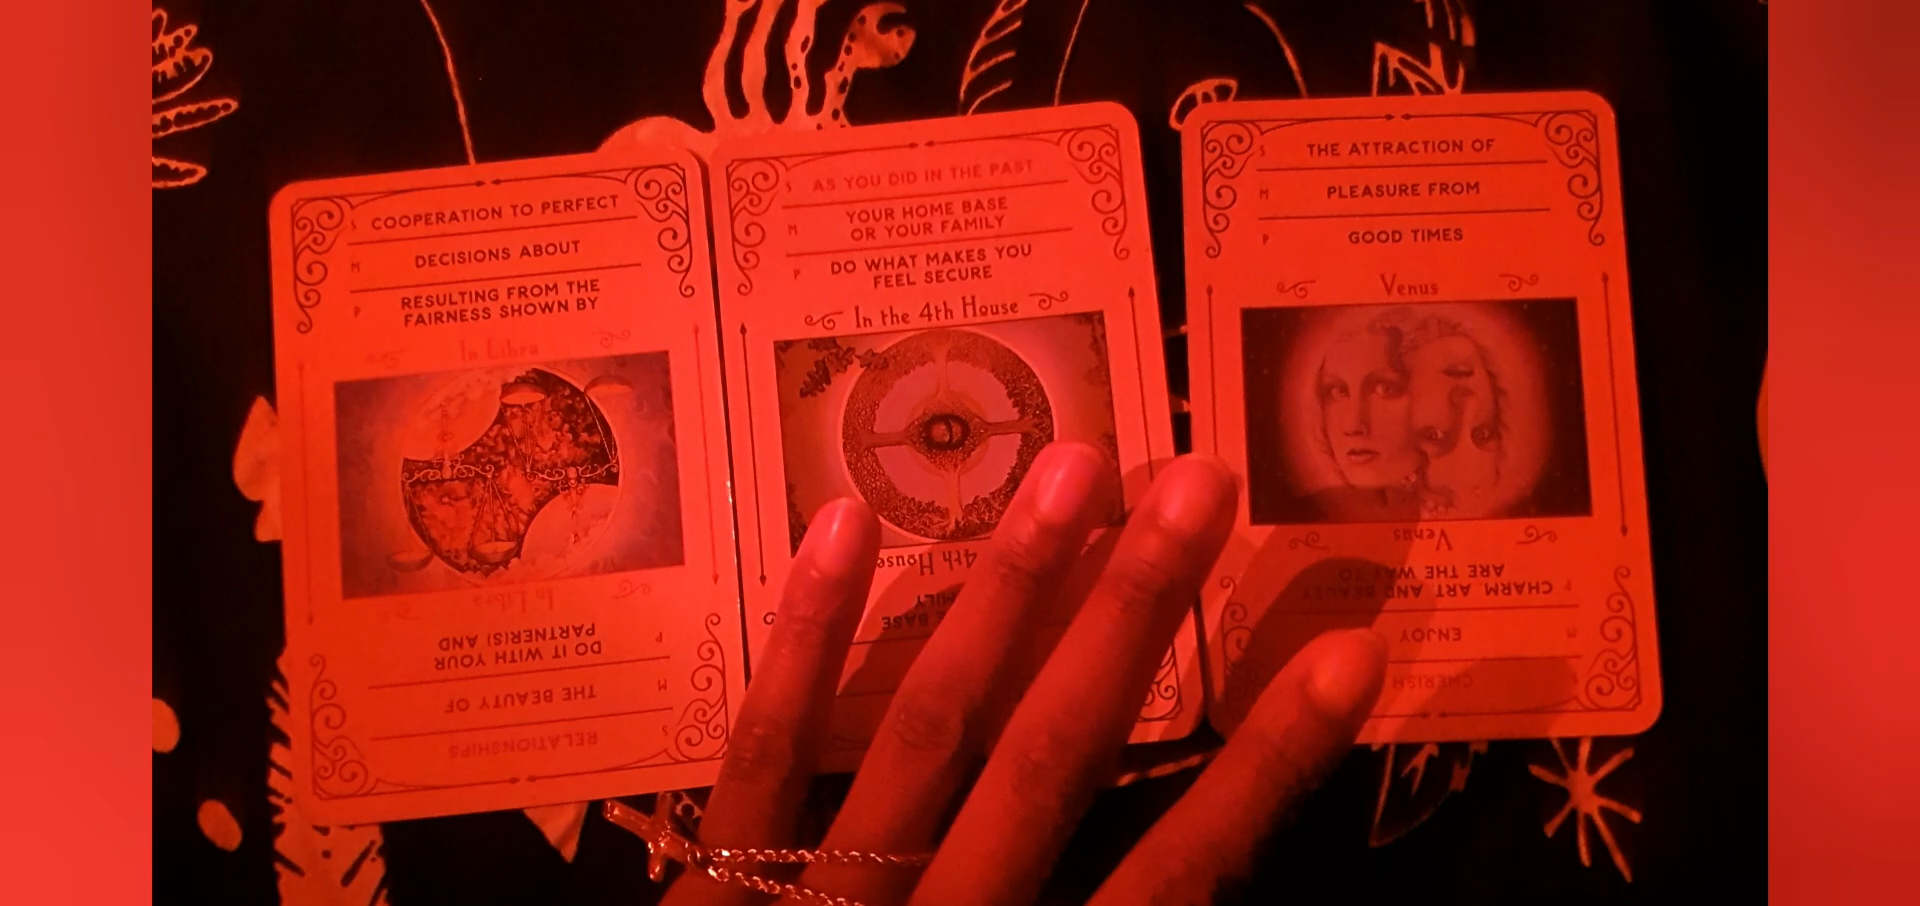 S COOPERATION TO PERFECT
M DECISIONS ABOUT
P RESULTING FROM THE
FAIRNESS SHOWN BY
In Libra
In Libra
DO IT WITH YOUR
PARTNER(S) AND P
THE BEAUTY OF M
RELATIONSHIPS S
S AS YOU DID IN THE PAST
M YOUR HOME BASE
OR YOUR FAMILY
P DO WHAT MAKES YOU
FEEL SECURE
In the 4th House
4th House
BASE
MILY
S THE ATTRACTION OF
M PLEASURE FROM
P GOOD TIMES
Venus
Venus
P CHARM, ART, AND BEAUTY
ARE THE WAY TO
M ENJOY
S CHERISH